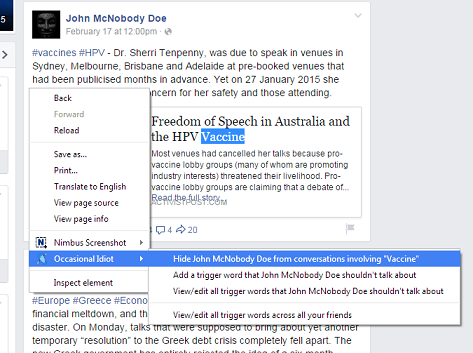 John McNobody Doe
February 17 at 12:00pm ·
#vaccines #HPV - Dr. Sherri Tenpenny, was due to speak in venues in
Sydney, Melbourne, Brisbane and Adelaide at pre-booked venues that
had been publicised months in advance. Yet on 27 January 2015 she
ncern for her safety and those attending.
Freedom of Speech in Australia and
the HPV Vaccine
Most venues had cancelled her talks because pro-
vaccine lobby groups (many of whom are promoting
industry interests) threatened their livelihood. Pro-
vaccine lobby groups are claiming that a debate of...
Read the full story
ACTIVISTPOST.COM
4 20
Back
Forward
Reload
Save as...
Print...
Translate to English
View page source
View page info
Nimbus Screenshot
Occasional Idiot
Inspect element
Hide John McNobody Doe from conversations involving "Vaccine"
Add a trigger word that John McNobody Doe shouldn't talk about
View/edit all trigger words that John McNobody Doe shouldn't talk about
View/edit all trigger words across all your friends
#Europe #Greece #Econo
financial meltdown, and th
disaster. On Monday, talks that were supposed to bring about yet another
temporary "resolution" to the Greek debt crisis completely fell apart. The